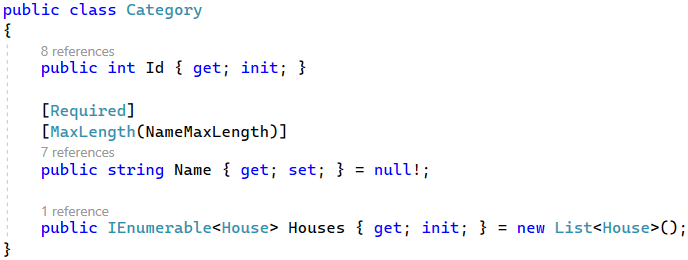 public class Category
{
8 references
public int Id { get; init; }
[Required]
[MaxLength(NameMaxLength)]
7 references
public string Name { get; set; } = null!;
1 reference
public IEnumerable<House> Houses { get; init; } = new List<House>();
}